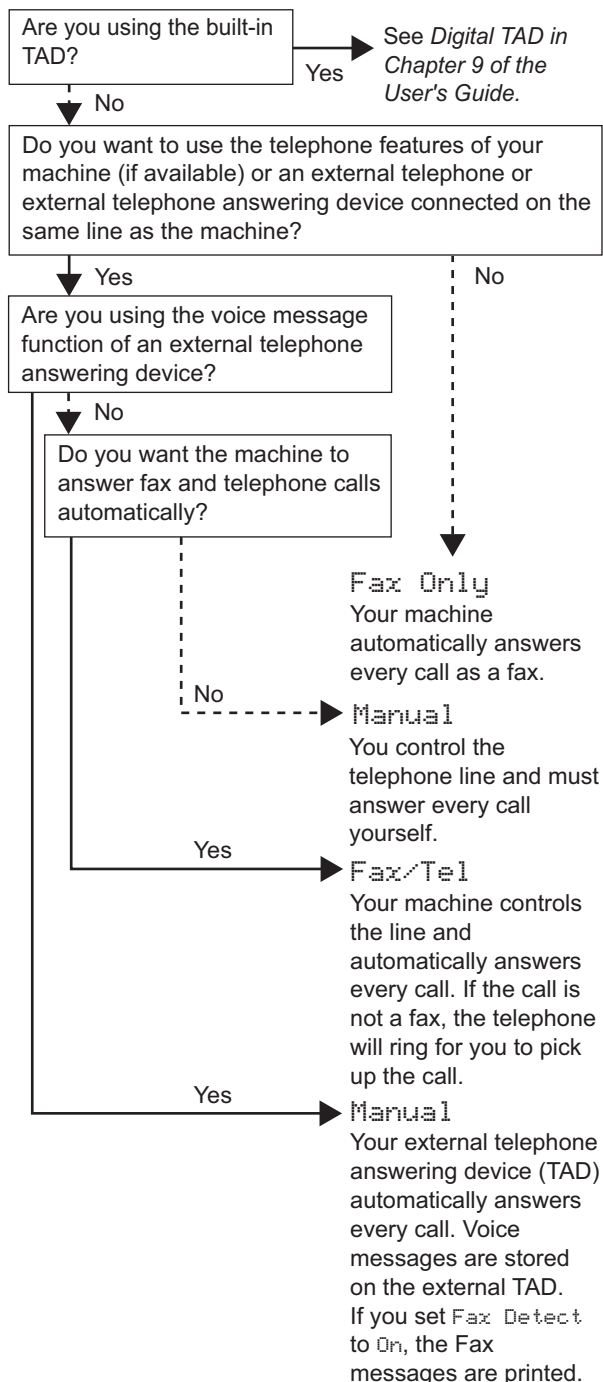 Are you using the built-in
TAD?
Yes
See Digital TAD in
Chapter 9 of the
User's Guide.
No
Do you want to use the telephone features of your
machine (if available) or an external telephone or
external telephone answering device connected on the
same line as the machine?
Yes
No
Are you using the voice message
function of an external telephone
answering device?
No
Do you want the machine to
answer fax and telephone calls
automatically?
Fax Only
Your machine
automatically answers
every call as a fax.
No
Manual
You control the
telephone line and must
answer every call
yourself.
Yes
Fax/Tel
Your machine controls
the line and
automatically answers
every call. If the call is
not a fax, the telephone
will ring for you to pick
up the call.
Yes
Manual
Your external telephone
answering device (TAD)
automatically answers
every call. Voice
messages are stored
on the external TAD.
If you set Fax Detect
to On, the Fax
messages are printed.